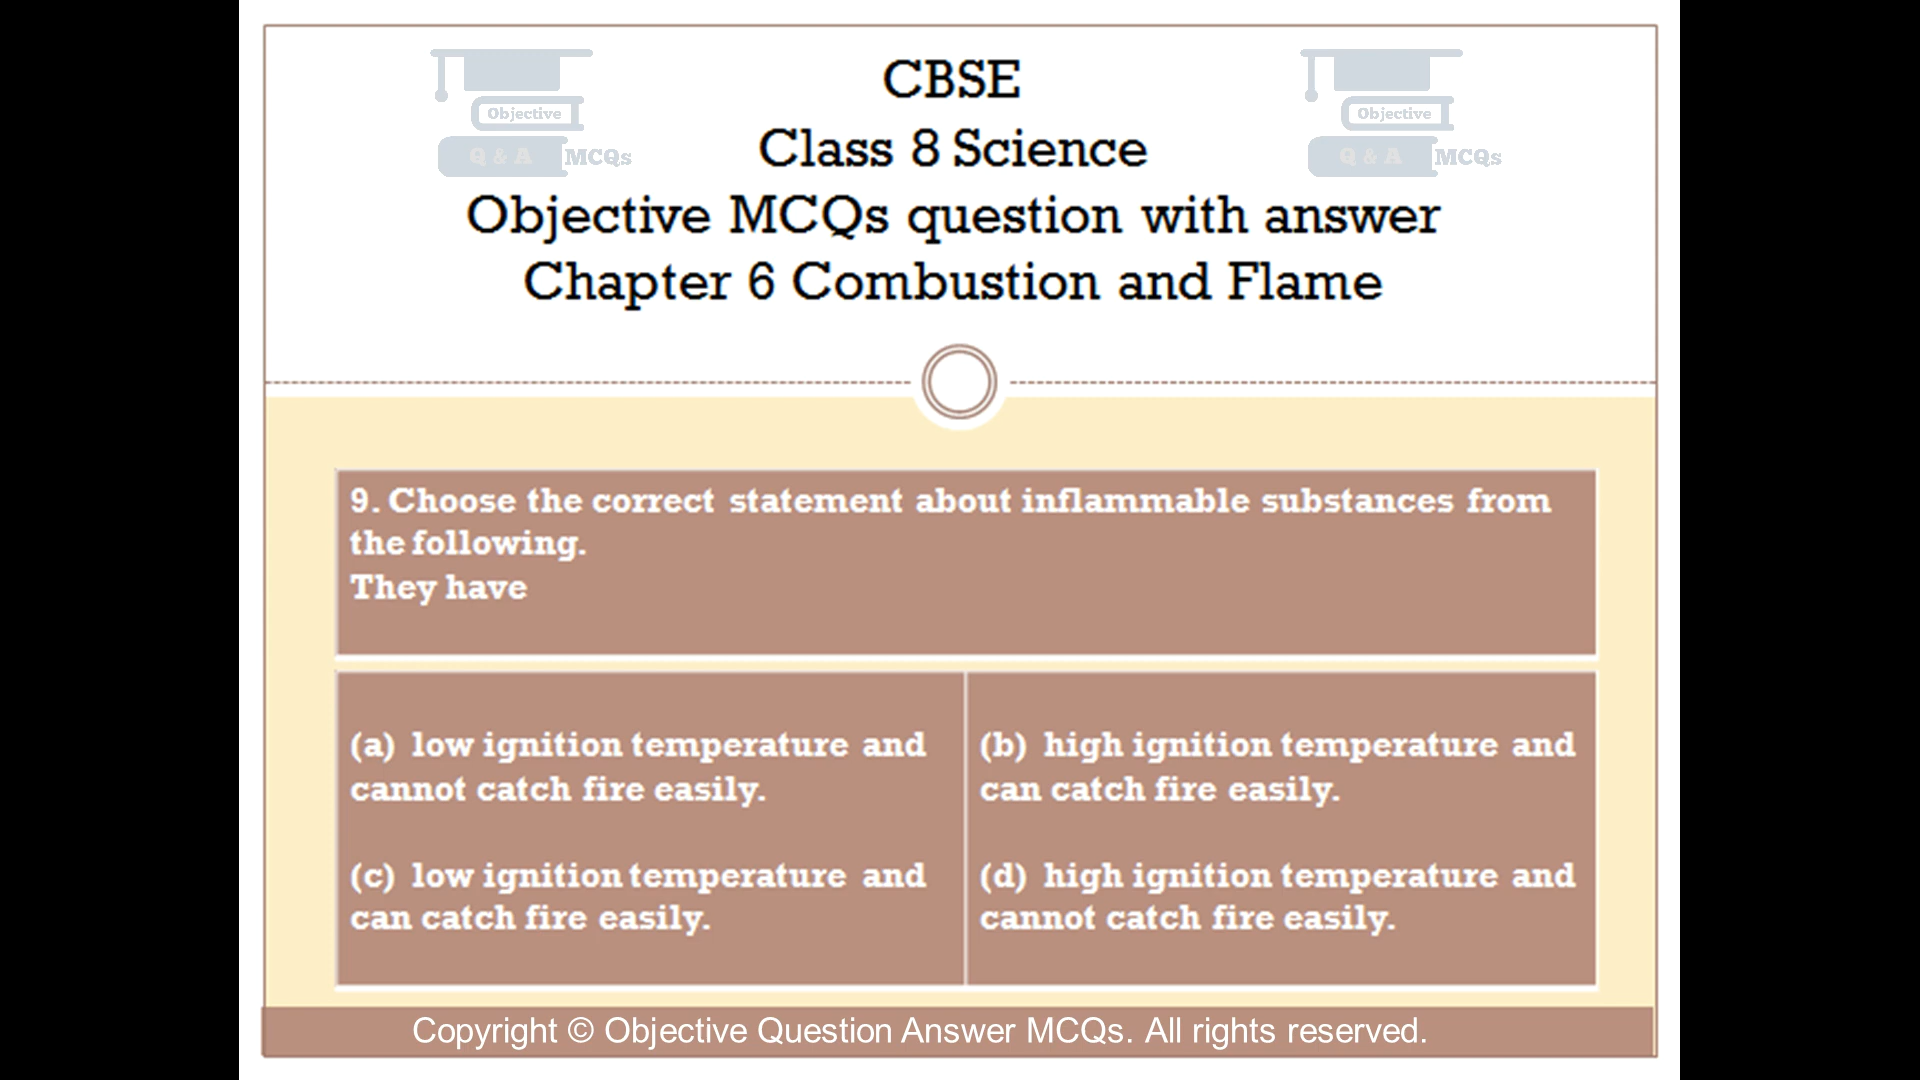 CBSE
Class 8 Science
Objective MCQs question with answer
Chapter 6 Combustion and Flame
Objective
Q & A MCQs
Objective
Q & A MCQs
9. Choose the correct statement about inflammable substances from
the following.
They have
(a) low ignition temperature and
cannot catch fire easily.
(b) high ignition temperature and
can catch fire easily.
(c) low ignition temperature and
can catch fire easily.
(d) high ignition temperature and
cannot catch fire easily.
Copyright © Objective Question Answer MCQs. All rights reserved.